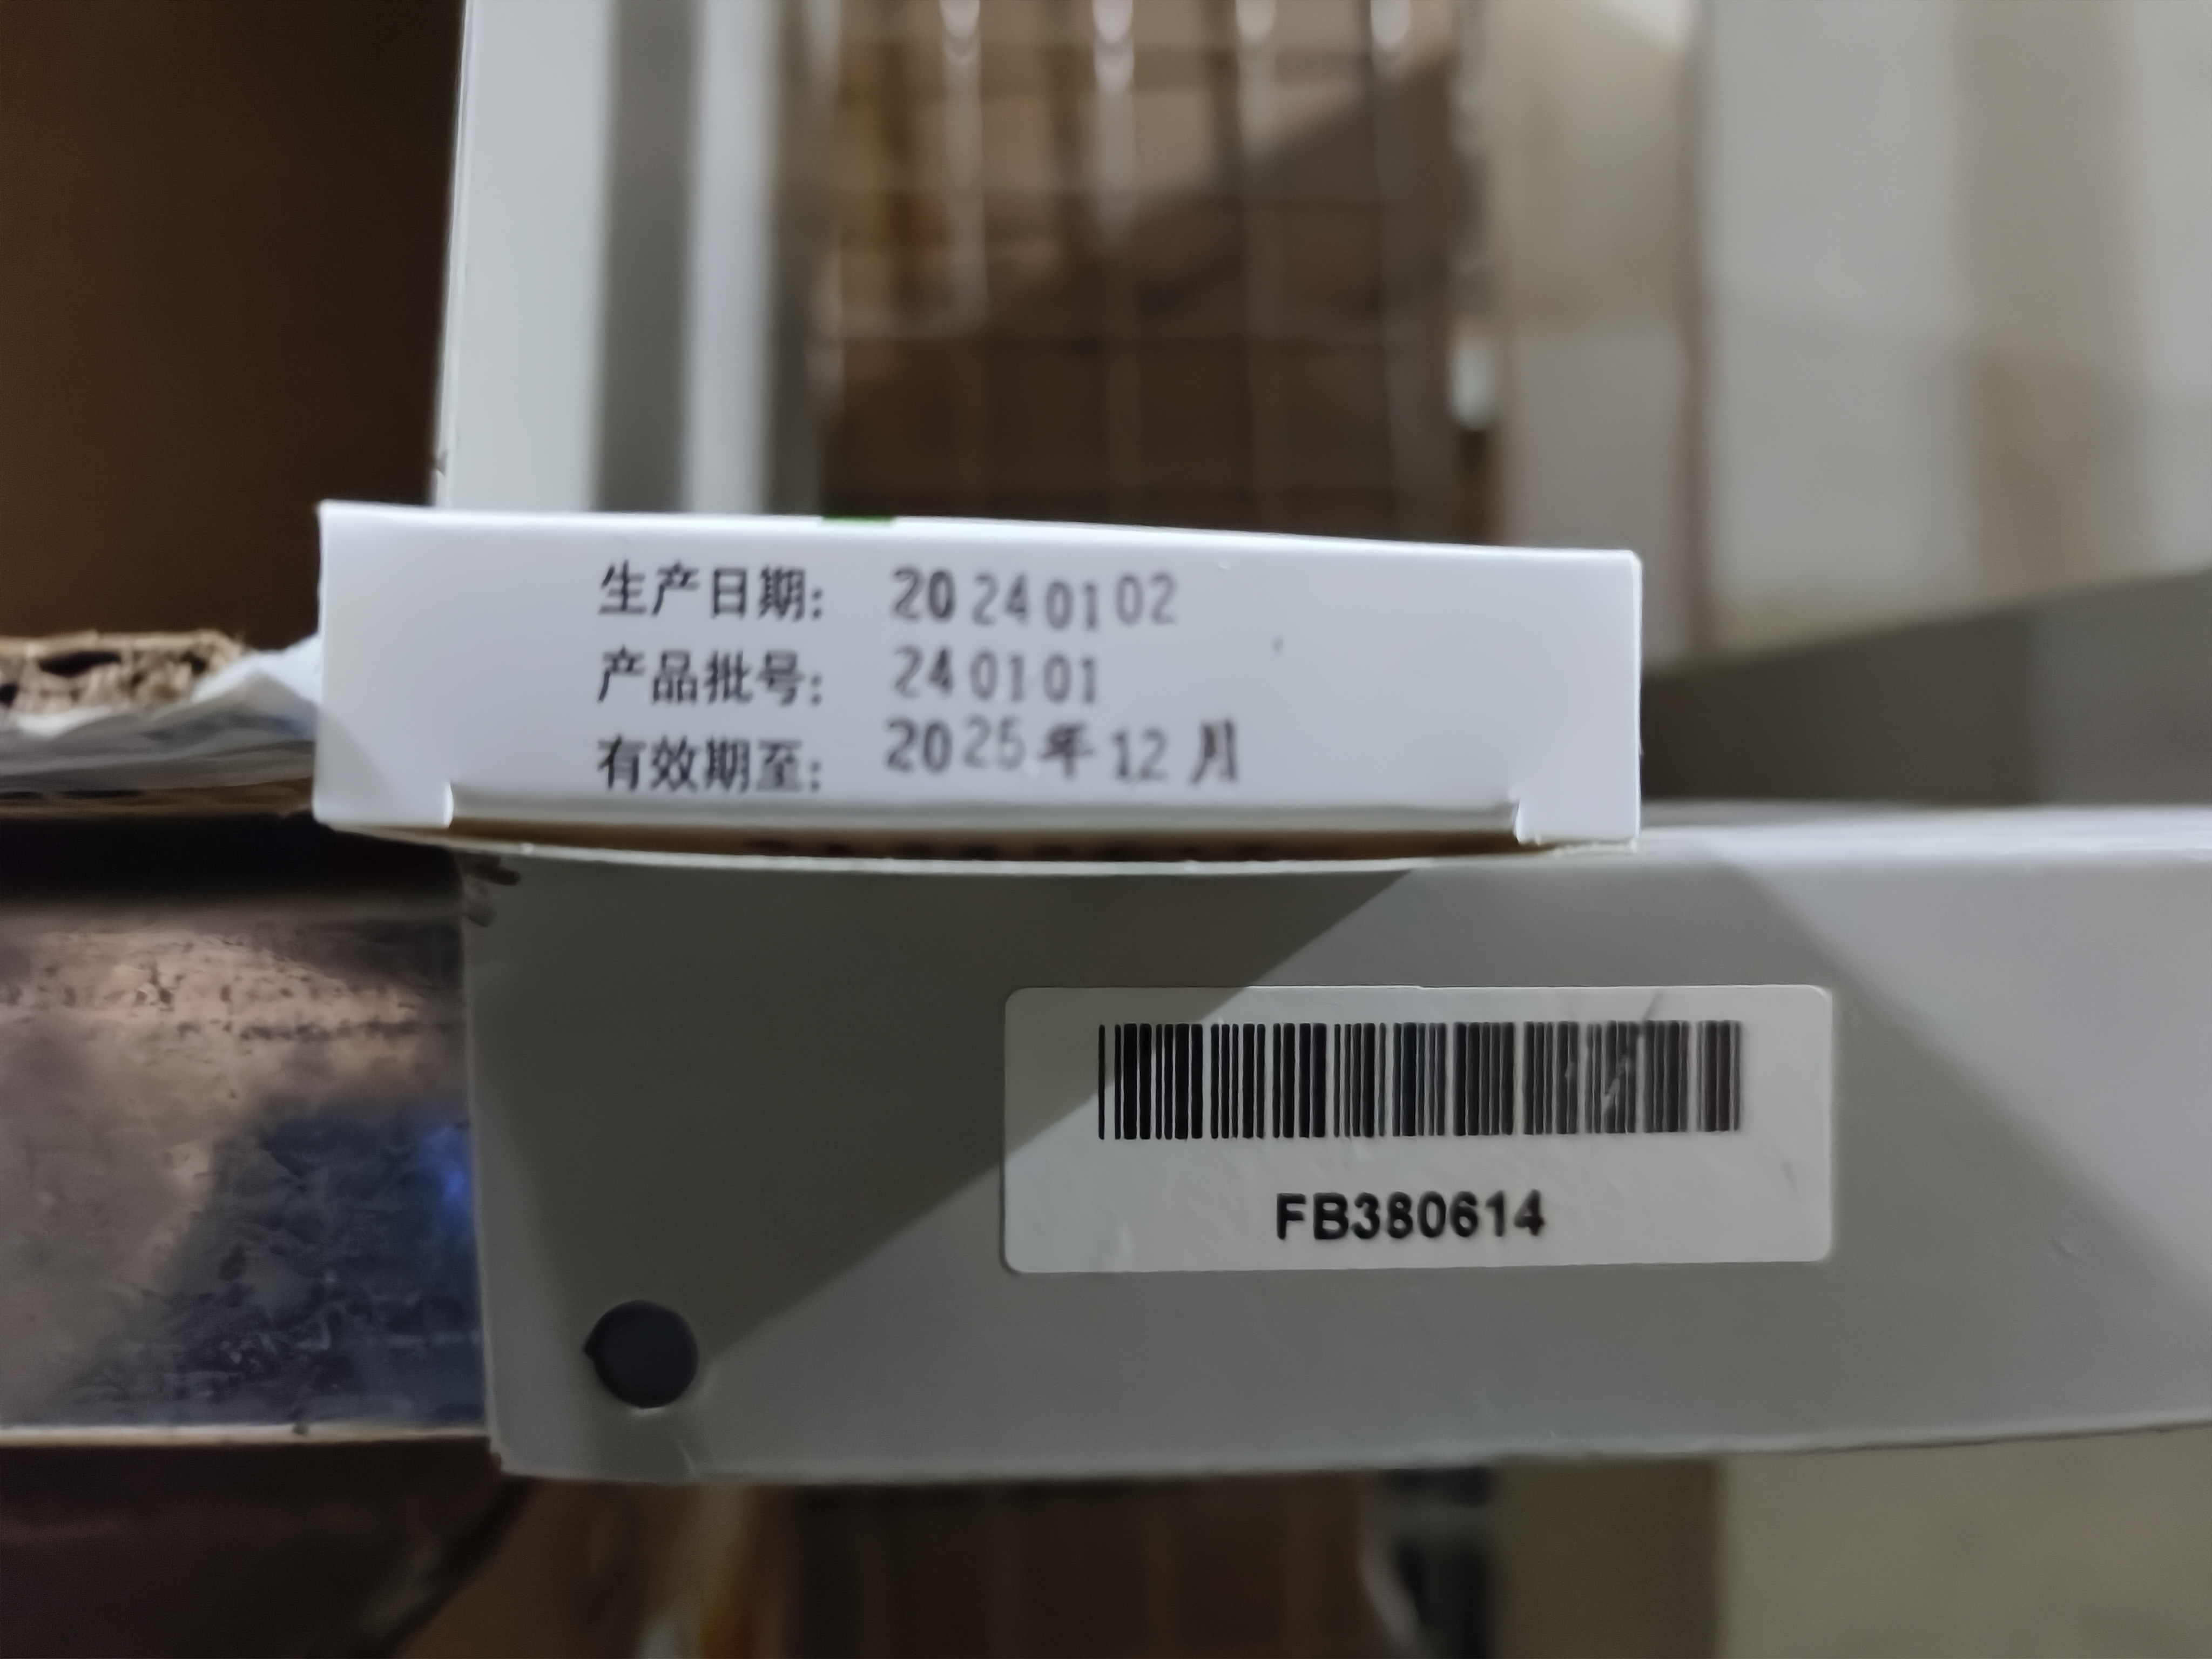 生产日期: 20240102
产品批号: 240101
有效期至: 2025年12月
FB380614